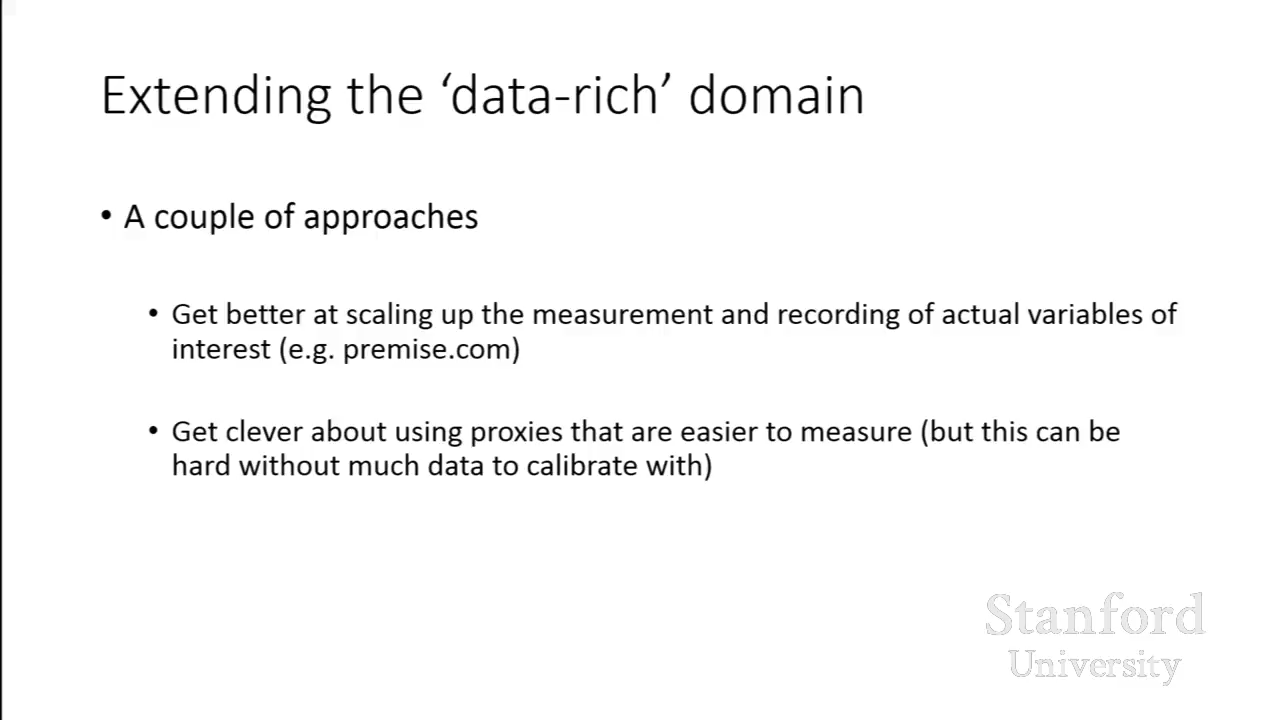 Extending the ‘data-rich’ domain
• A couple of approaches
• Get better at scaling up the measurement and recording of actual variables of
interest (e.g. premise.com)
• Get clever about using proxies that are easier to measure (but this can be
hard without much data to calibrate with)
Stanford
University